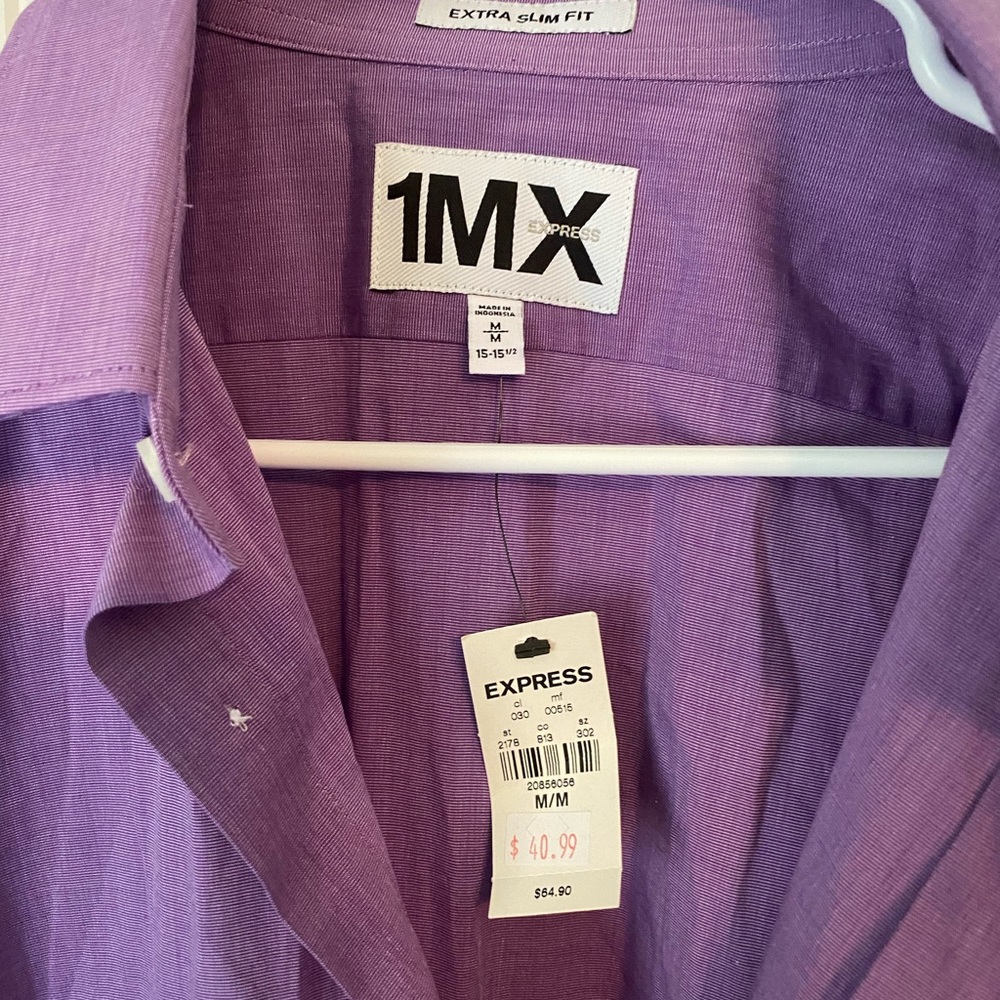 EXTRA SLIM FIT
1MX
EXPRESS
MADE IN
INDONESIA
M
M
15-15 1/2
EXPRESS
cl mf
030 00515
st co sz
2178 813 302
20856056
M/M
$ 40.99
$64.90